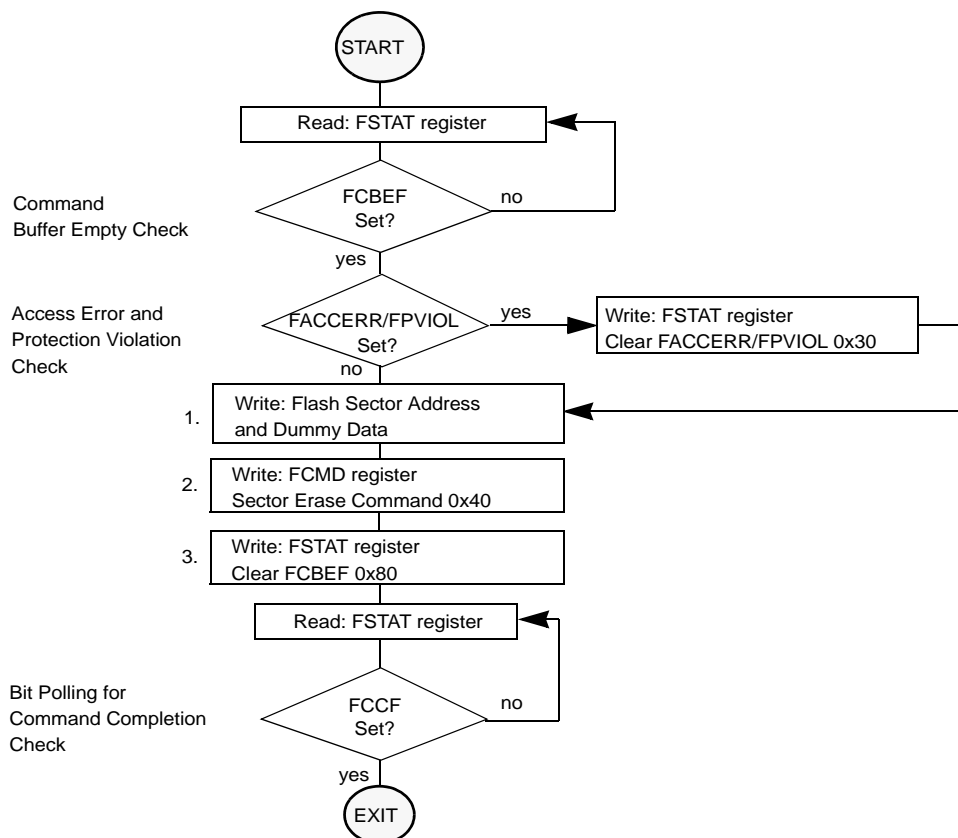 START
Read: FSTAT register
Command
Buffer Empty Check
FCBEF
Set?
no
yes
Access Error and
Protection Violation
Check
FACCERR/FPVIOL
Set?
yes
Write: FSTAT register
Clear FACCERR/FPVIOL 0x30
no
1.
Write: Flash Sector Address
and Dummy Data
2.
Write: FCMD register
Sector Erase Command 0x40
3.
Write: FSTAT register
Clear FCBEF 0x80
Read: FSTAT register
Bit Polling for
Command Completion
Check
FCCF
Set?
no
yes
EXIT